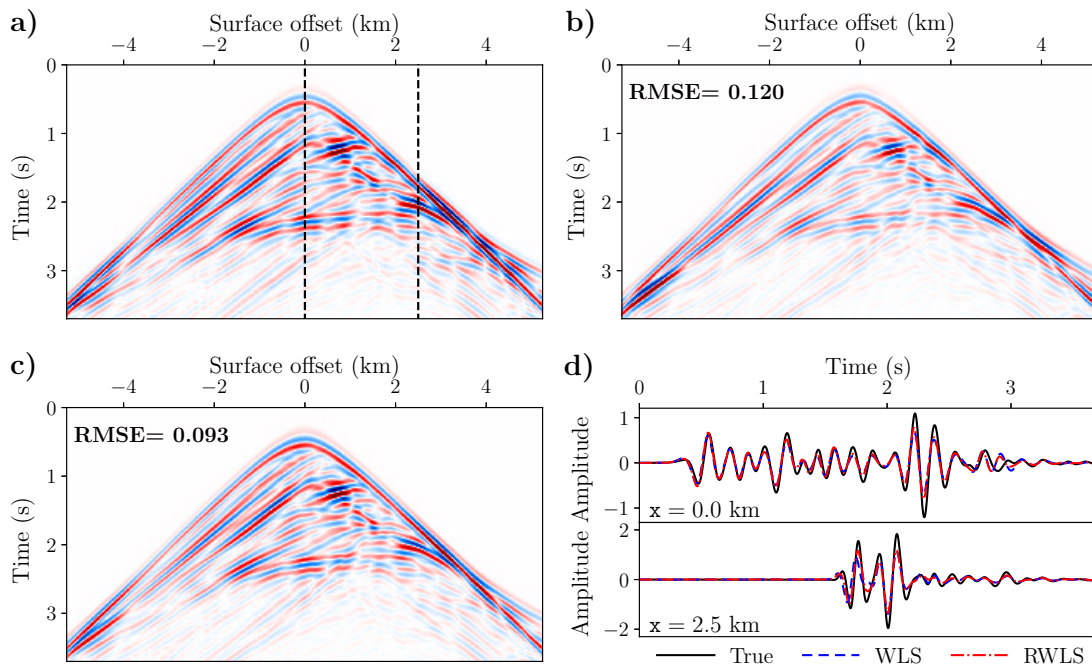 a)
Surface offset (km)
−4 −2 0 2 4
0
1
2
3
Time (s)
b)
Surface offset (km)
−4 −2 0 2 4
0
1
2
3
Time (s)
RMSE= 0.120
c)
Surface offset (km)
−4 −2 0 2 4
0
1
2
3
Time (s)
RMSE= 0.093
d)
Time (s)
0 1 2 3
1
0
−1
Amplitude
x = 0.0 km
2
0
−2
Amplitude
x = 2.5 km
True WLS RWLS